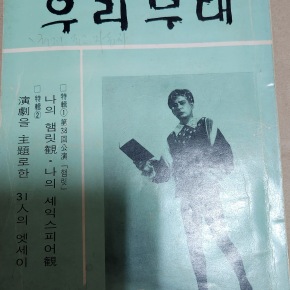 우리무대
□特輯①第38回公演「햄릿」
나의 햄릿觀·나의 셰익스피어觀
□特輯②
演劇을 主題로한 31人의 엣세이